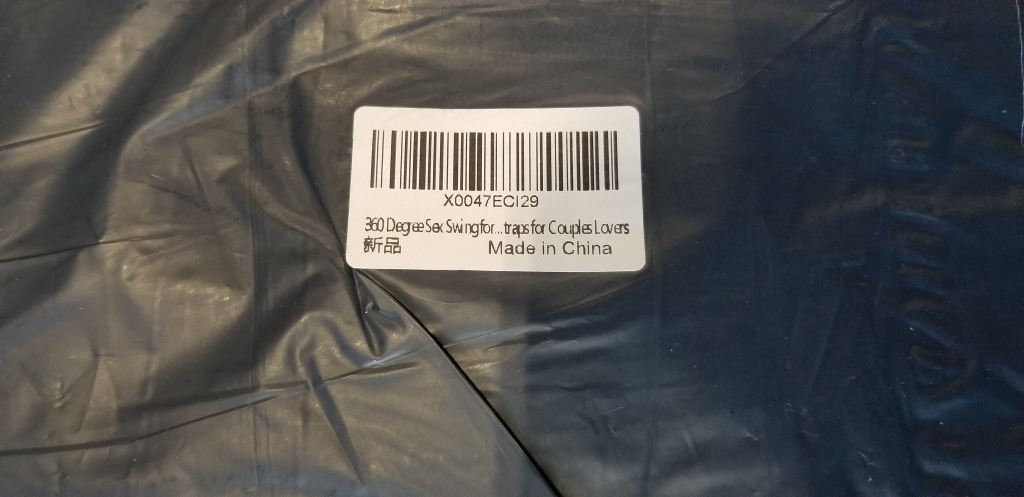 X0047ECI29
360 Degree Sex Swing for...traps for Couples Lovers
新品 Made in China